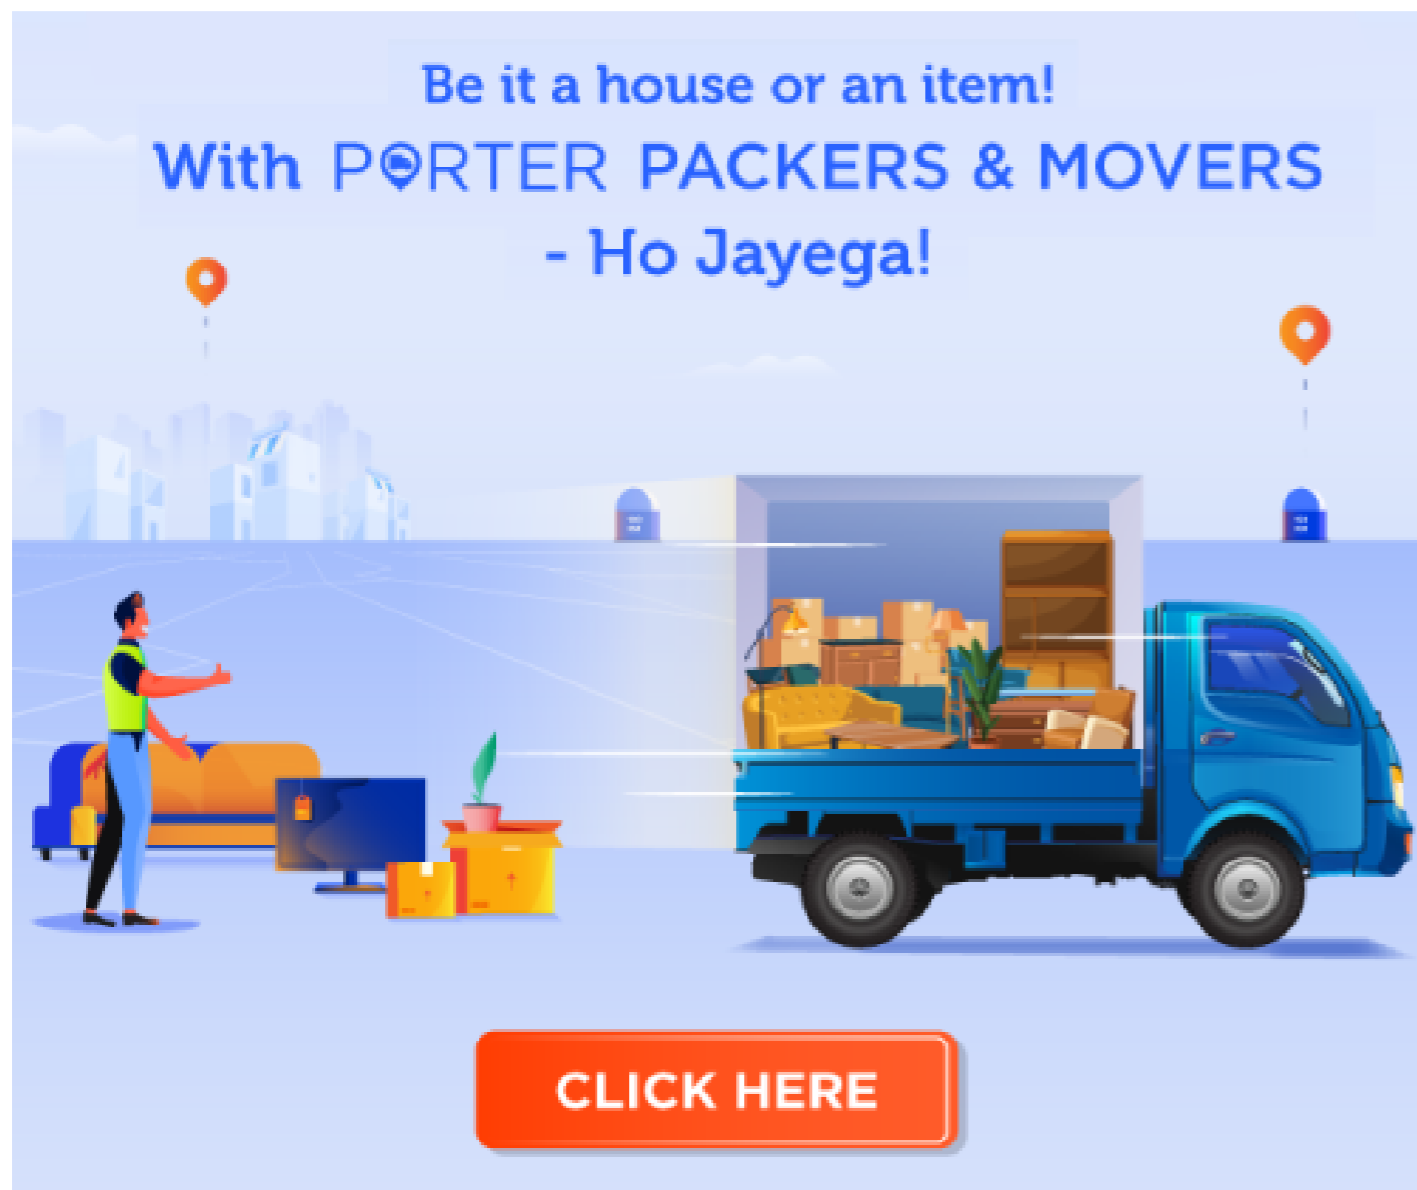 Be it a house or an item!
With PORTER PACKERS & MOVERS
- Ho Jayega!
CLICK HERE